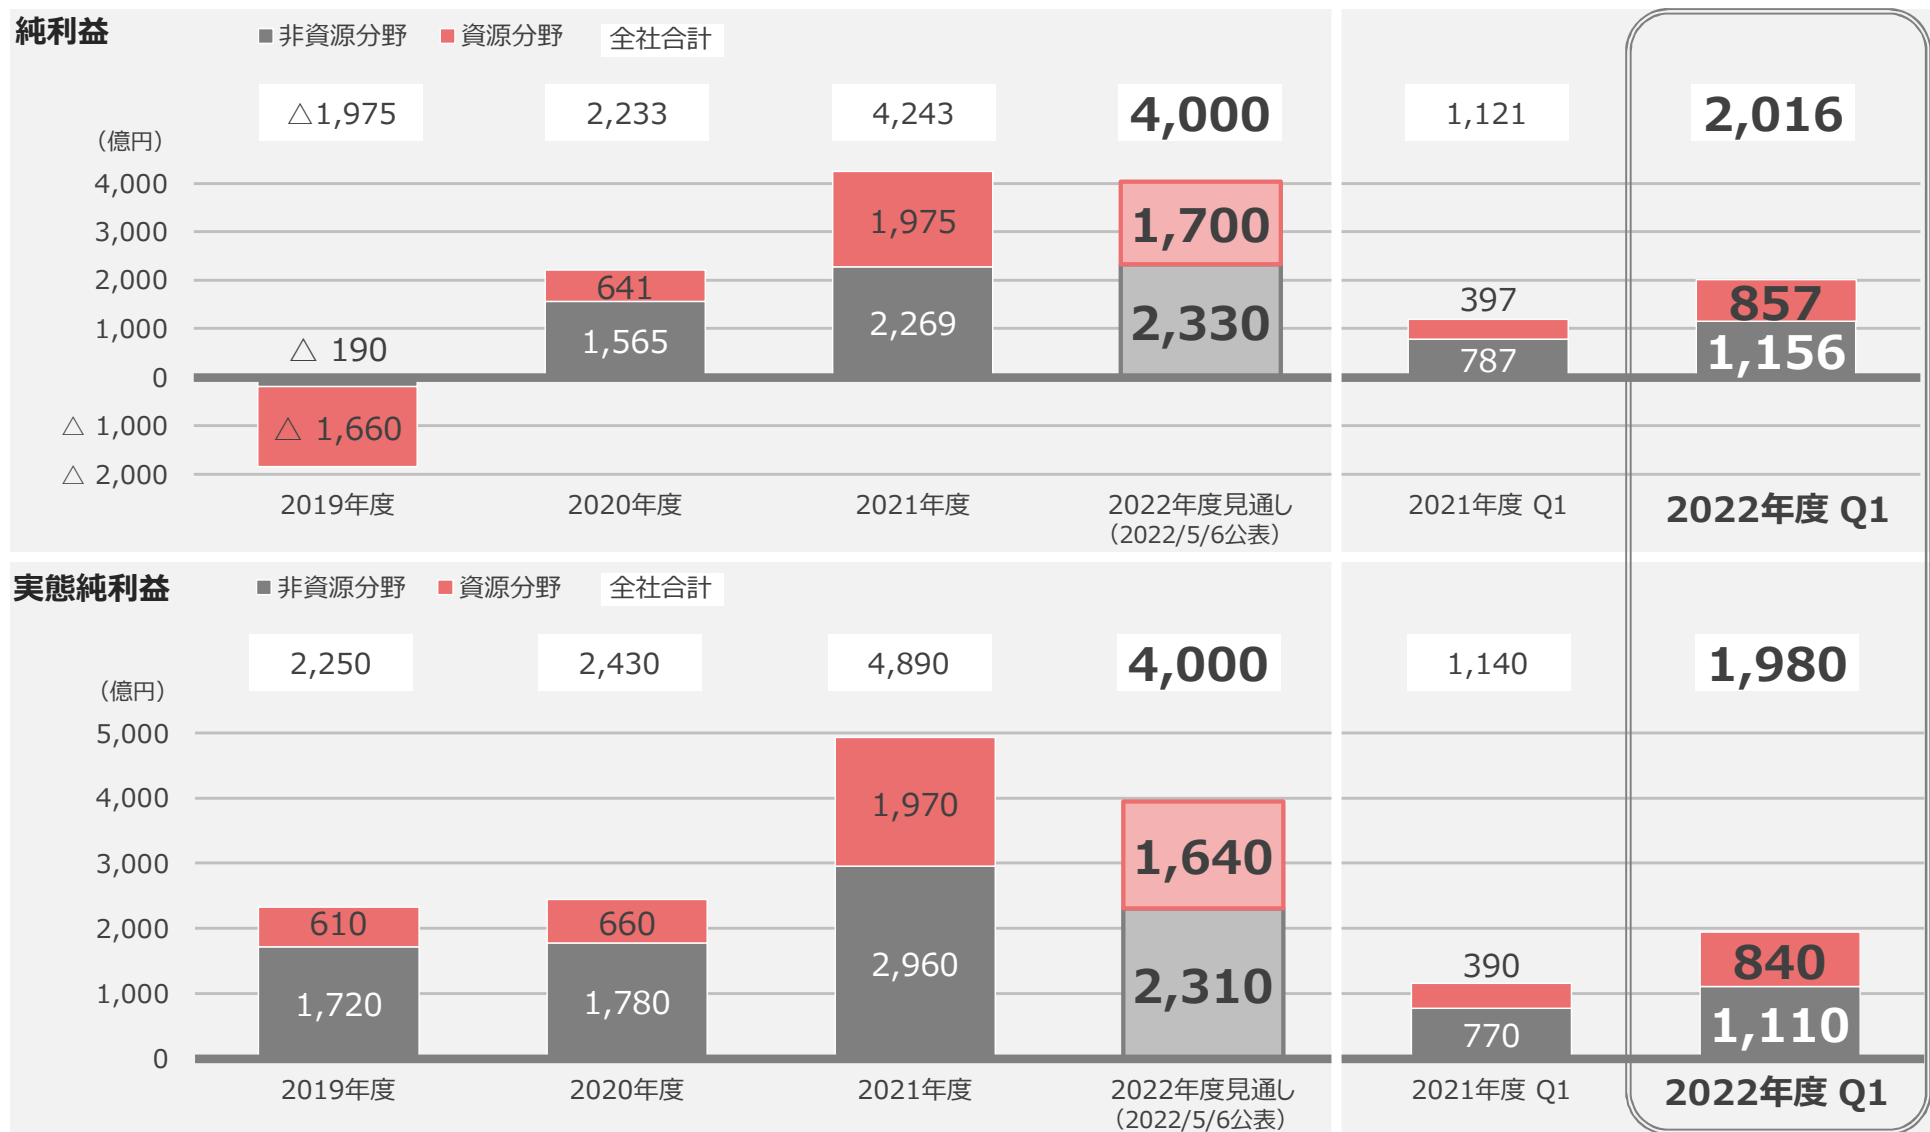 純利益
非資源分野 資源分野 全社合計
△1,975 2,233 4,243 4,000 1,121 2,016
(億円)
4,000
3,000
2,000
1,000
0
△ 1,000
△ 2,000
1,975 1,700
641 397 857
1,565 2,269 2,330 787 1,156
△ 190
△ 1,660
2019年度 2020年度 2021年度 2022年度見通し 2021年度 Q1 2022年度 Q1
(2022/5/6公表)
実態純利益
非資源分野 資源分野 全社合計
2,250 2,430 4,890 4,000 1,140 1,980
(億円)
5,000
4,000
3,000
2,000
1,000
0
1,970 1,640
610 660 390 840
1,720 1,780 2,960 2,310 770 1,110
2019年度 2020年度 2021年度 2022年度見通し 2021年度 Q1 2022年度 Q1
(2022/5/6公表)